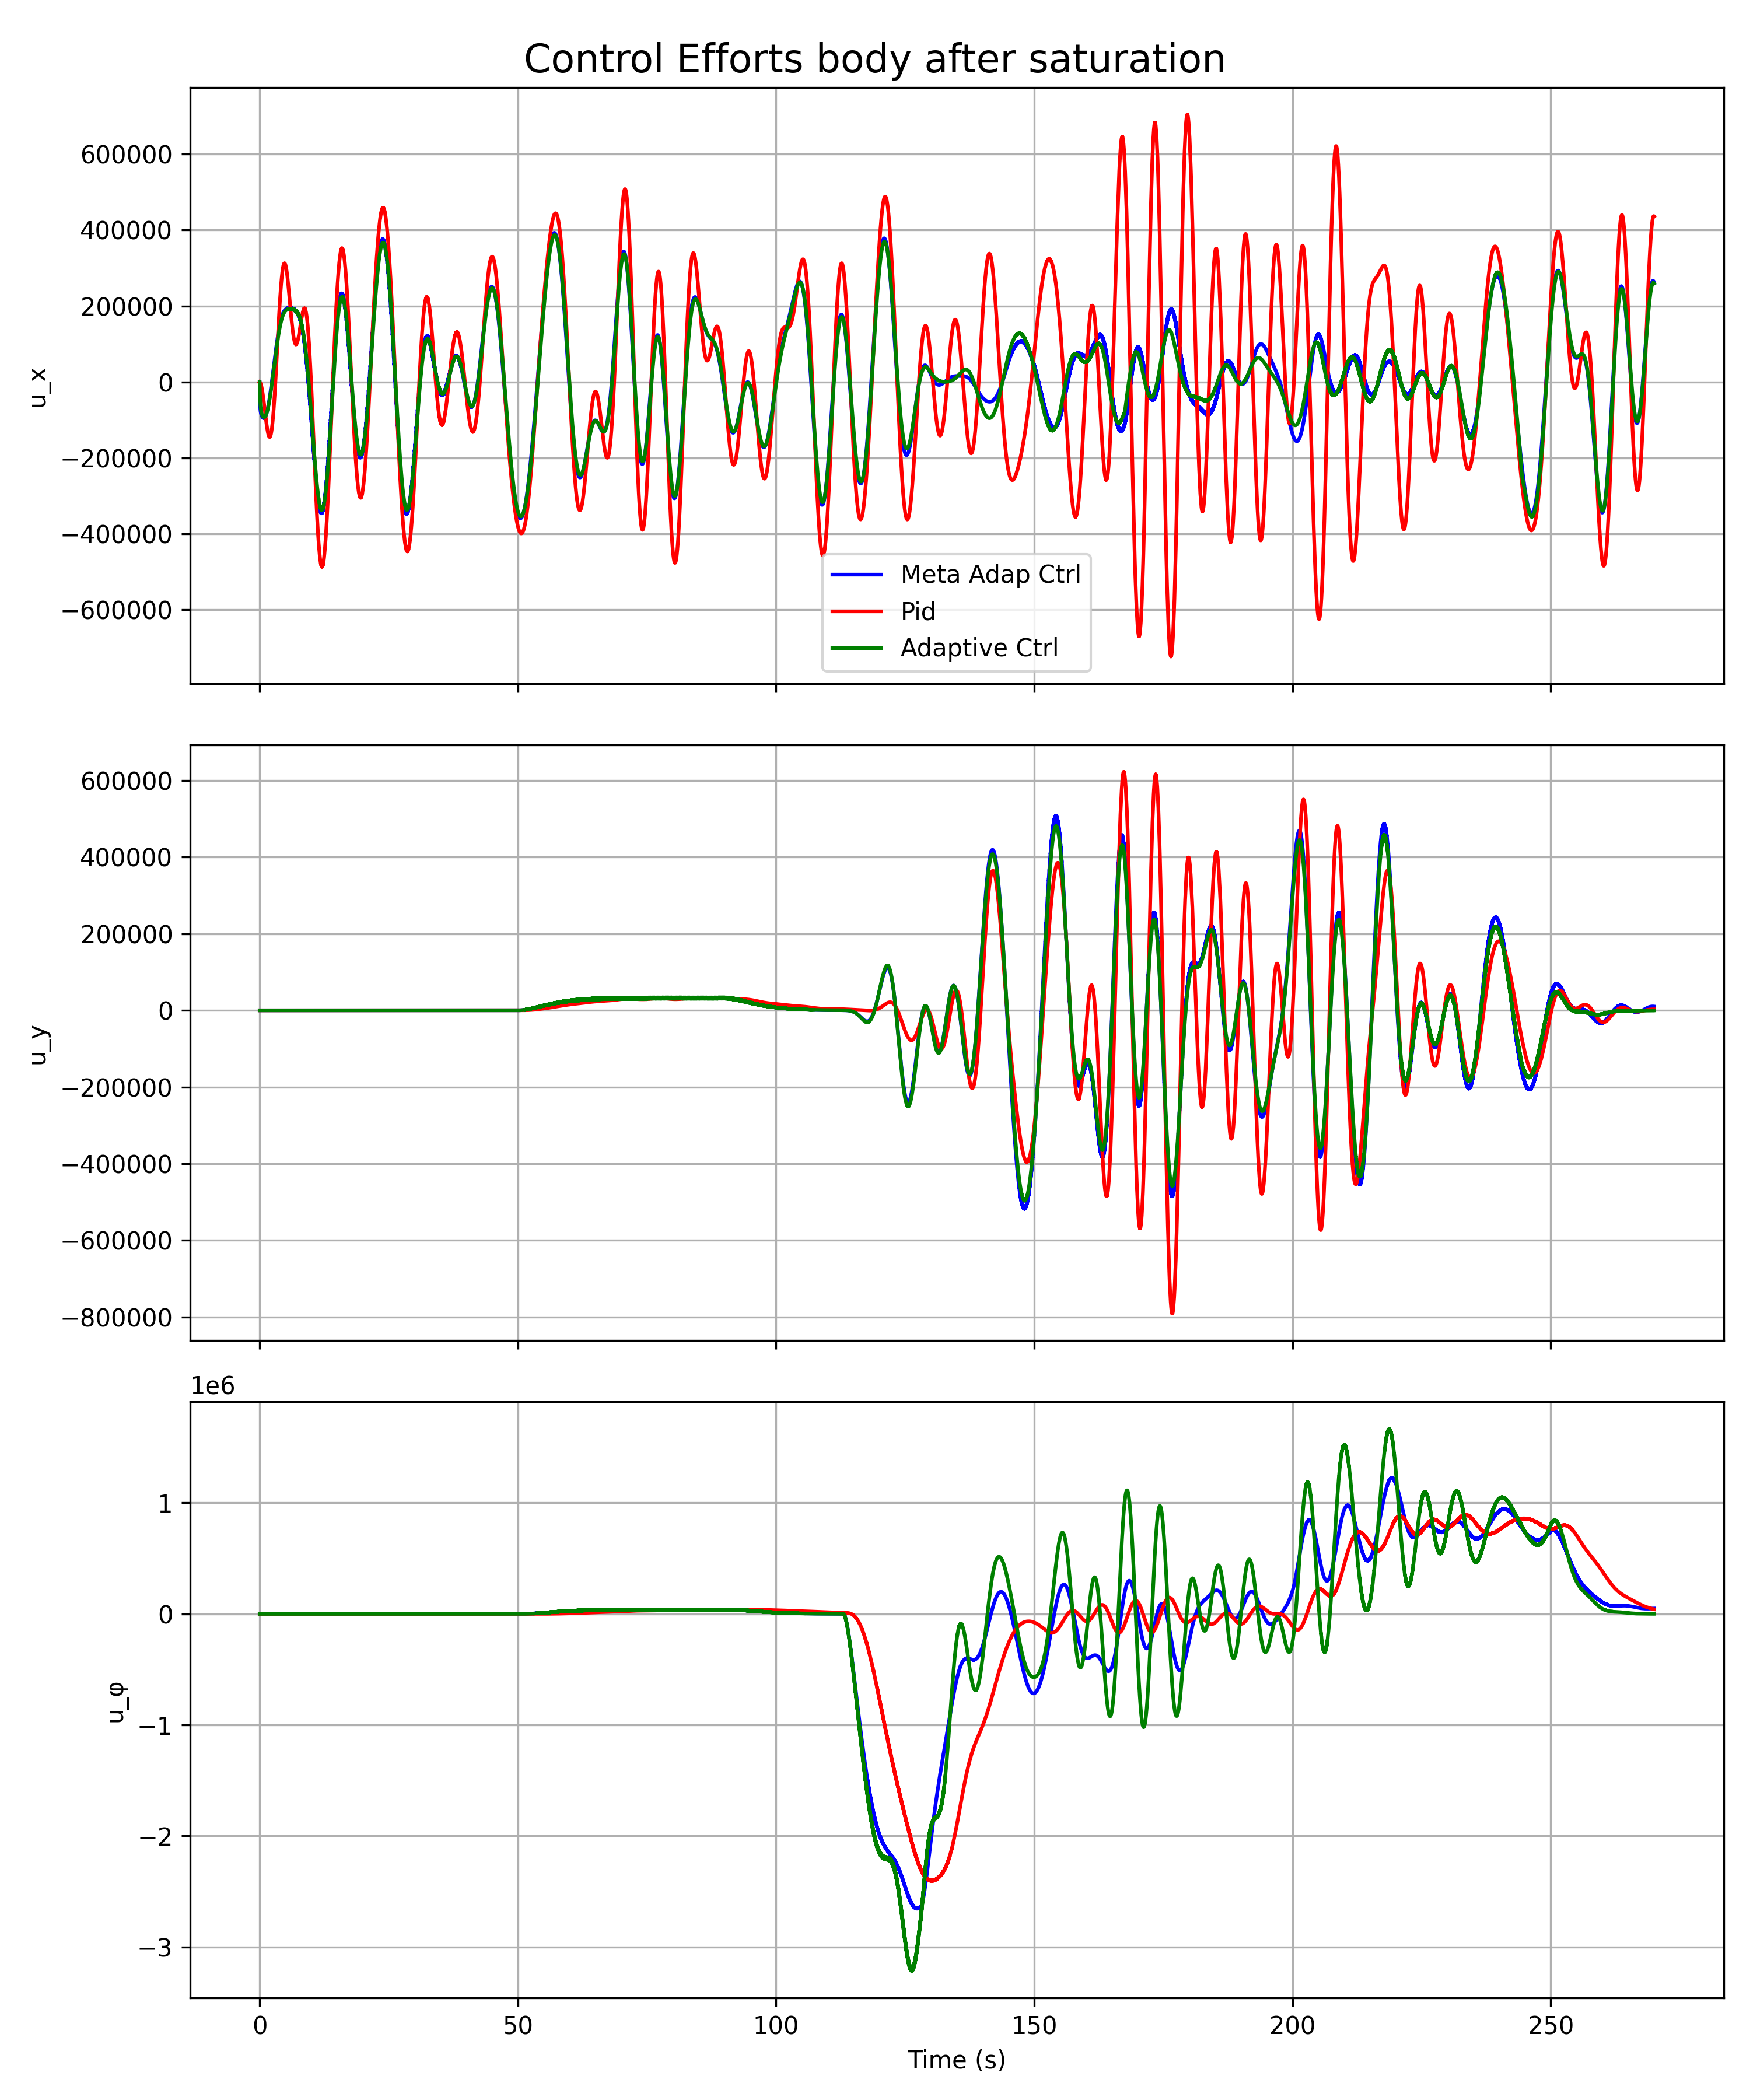 Control Efforts body after saturation
600000
400000
200000
0
−200000
−400000
−600000
u_x
Meta Adap Ctrl
Pid
Adaptive Ctrl
600000
400000
200000
0
−200000
−400000
−600000
−800000
u_y
1e6
1
0
−1
−2
−3
u_φ
0 50 100 150 200 250
Time (s)